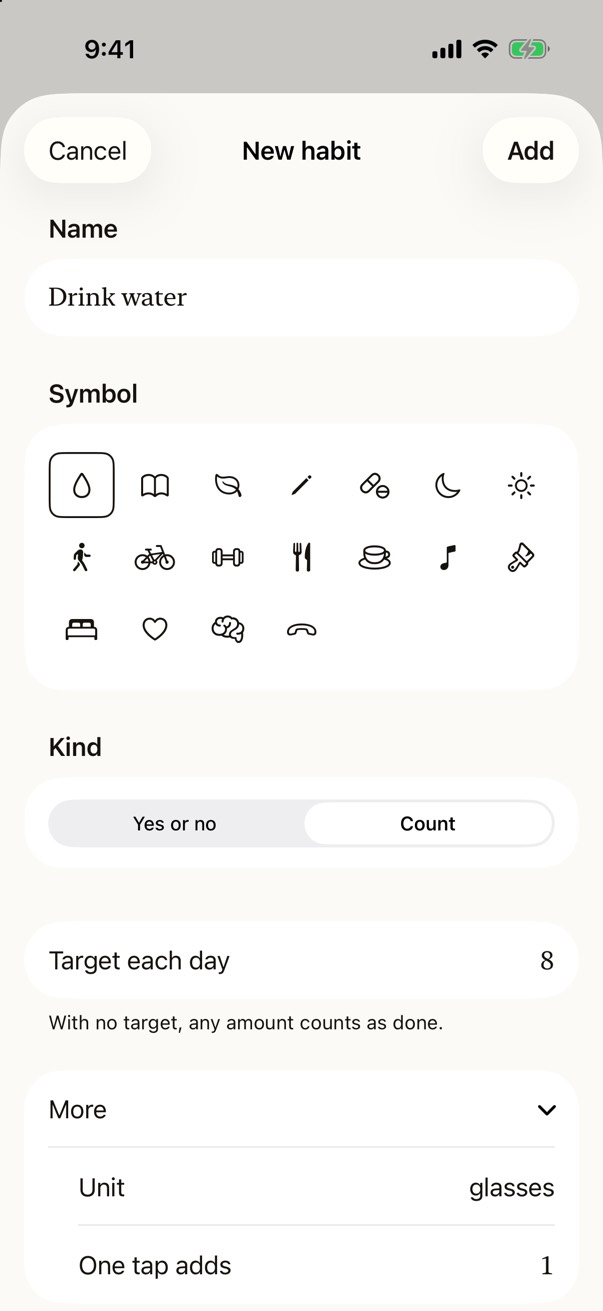 9:41
Cancel
New habit
Add
Name
Drink water
Symbol
Kind
Yes or no
Count
Target each day
8
With no target, any amount counts as done.
More
Unit
glasses
One tap adds
1